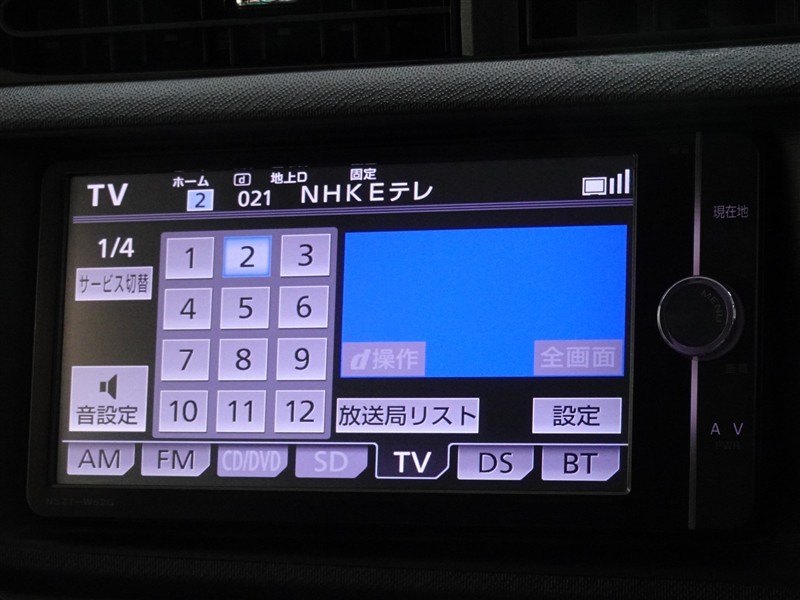 TV ホーム 2 d 021 地上D 固定 NHKEテレ
1/4
サービス切替
1 2 3
4 5 6
7 8 9
10 11 12
d操作 全画面
音設定
放送局リスト 設定
AM FM CD/DVD SD TV DS BT
現在地
MENU
A V